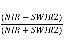 (NIR − SWIR2)
(NIR + SWIR2)